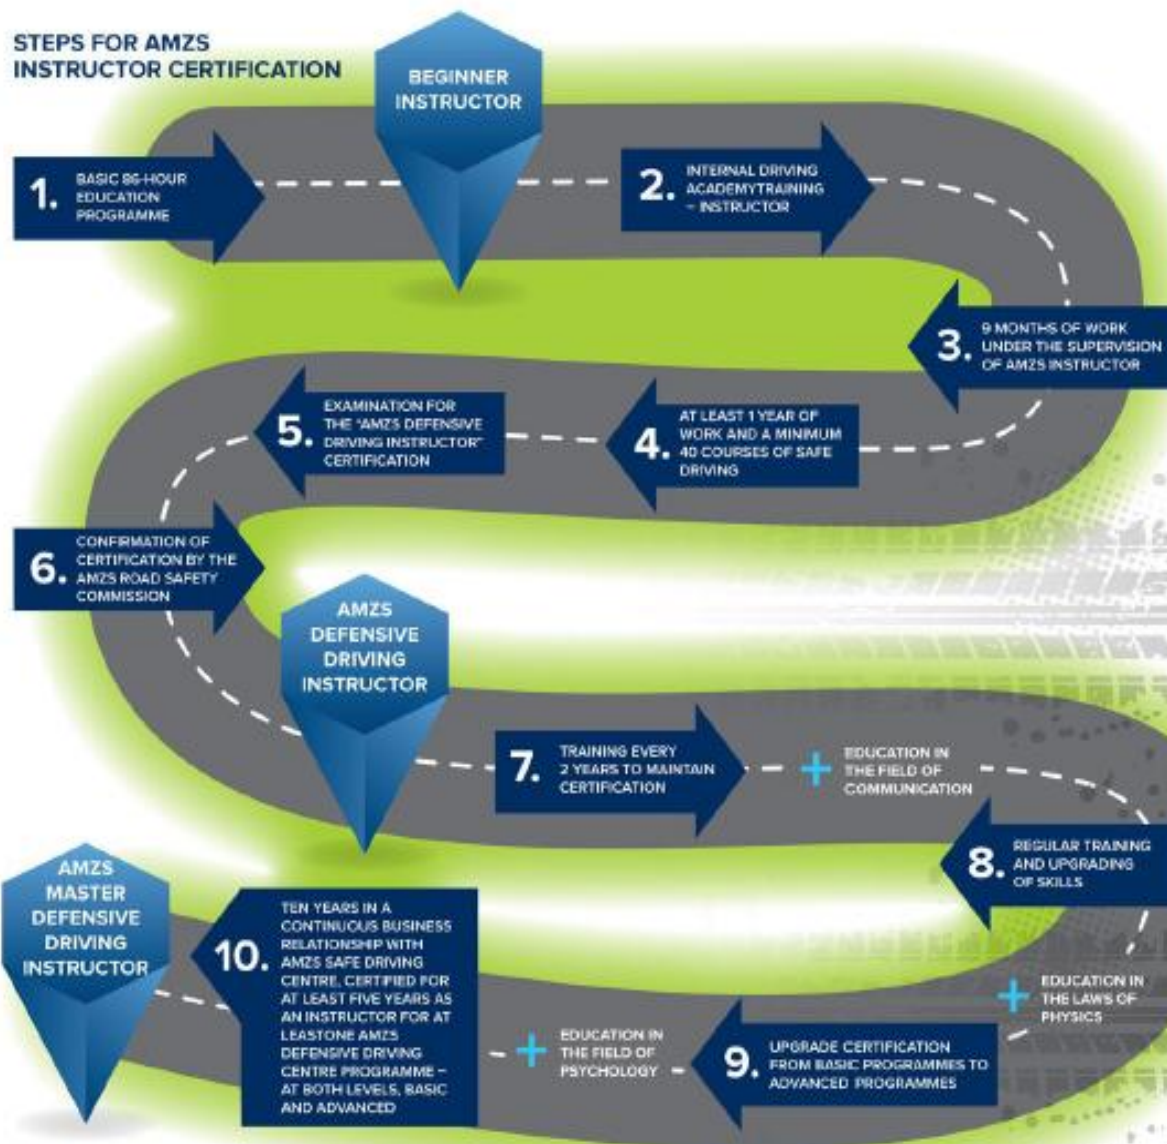 STEPS FOR AMZS
INSTRUCTOR CERTIFICATION
BEGINNER
INSTRUCTOR
1. BASIC 86-HOUR
EDUCATION
PROGRAMME
2. INTERNAL DRIVING
ACADEMYTRAINING
– INSTRUCTOR
3. 9 MONTHS OF WORK
UNDER THE SUPERVISION
OF AMZS INSTRUCTOR
4. AT LEAST 1 YEAR OF
WORK AND A MINIMUM
40 COURSES OF SAFE
DRIVING
5. EXAMINATION FOR
THE "AMZS DEFENSIVE
DRIVING INSTRUCTOR"
CERTIFICATION
6. CONFIRMATION OF
CERTIFICATION BY THE
AMZS ROAD SAFETY
COMMISSION
AMZS
DEFENSIVE
DRIVING
INSTRUCTOR
7. TRAINING EVERY
2 YEARS TO MAINTAIN
CERTIFICATION
+ EDUCATION IN
THE FIELD OF
COMMUNICATION
8. REGULAR TRAINING
AND UPGRADING
OF SKILLS
+ EDUCATION IN
THE LAWS OF
PHYSICS
9. UPGRADE CERTIFICATION
FROM BASIC PROGRAMMES TO
ADVANCED PROGRAMMES
+ EDUCATION IN
THE FIELD OF
PSYCHOLOGY
10. TEN YEARS IN A
CONTINUOUS BUSINESS
RELATIONSHIP WITH
AMZS SAFE DRIVING
CENTRE, CERTIFIED FOR
AT LEAST FIVE YEARS AS
AN INSTRUCTOR FOR AT
LEASTONE AMZS
DEFENSIVE DRIVING
CENTRE PROGRAMME –
AT BOTH LEVELS, BASIC
AND ADVANCED
AMZS
MASTER
DEFENSIVE
DRIVING
INSTRUCTOR